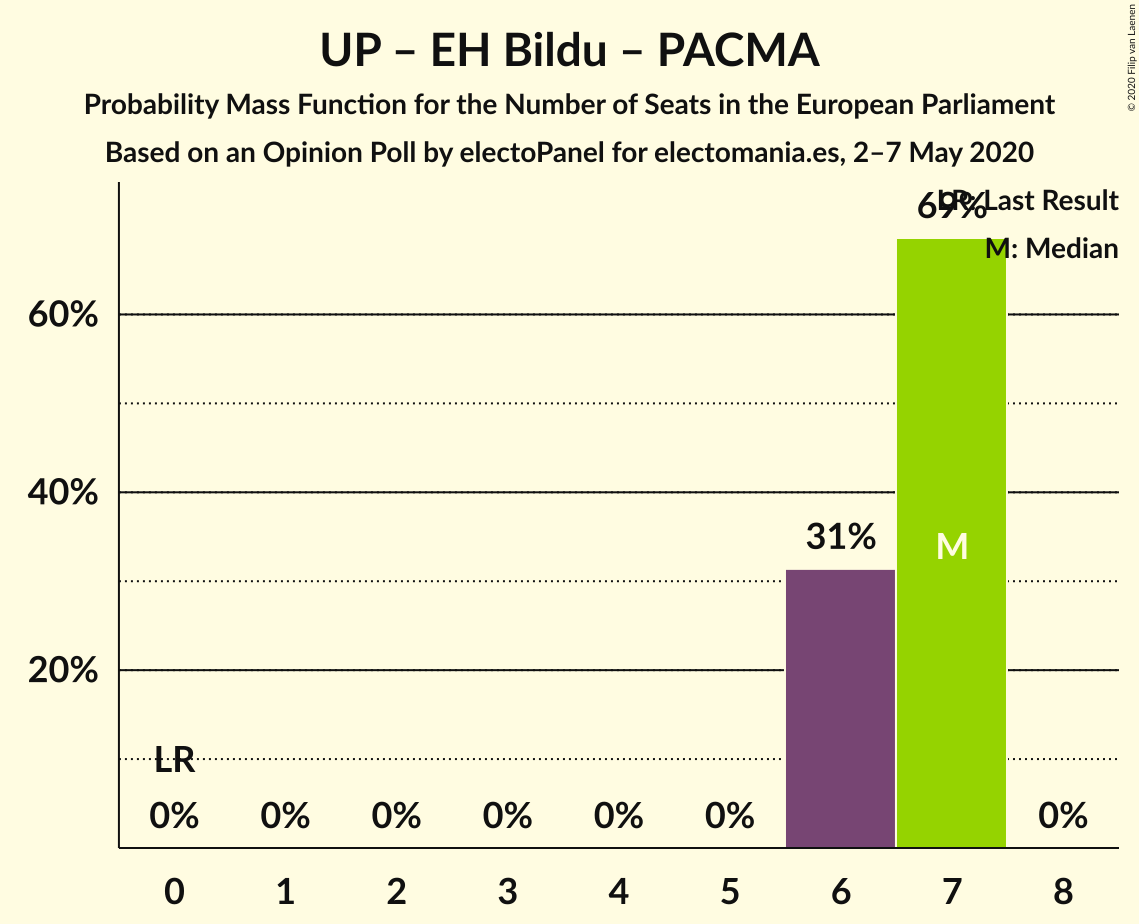 UP – EH Bildu – PACMA
Probability Mass Function for the Number of Seats in the European Parliament
Based on an Opinion Poll by electoPanel for electomania.es, 2–7 May 2020
© 2020 Filip van Laenen
LR: Last Result
M: Median
69%
60%
40%
31%
M
20%
LR
0% 0% 0% 0% 0% 0% 0%
0 1 2 3 4 5 6 7 8